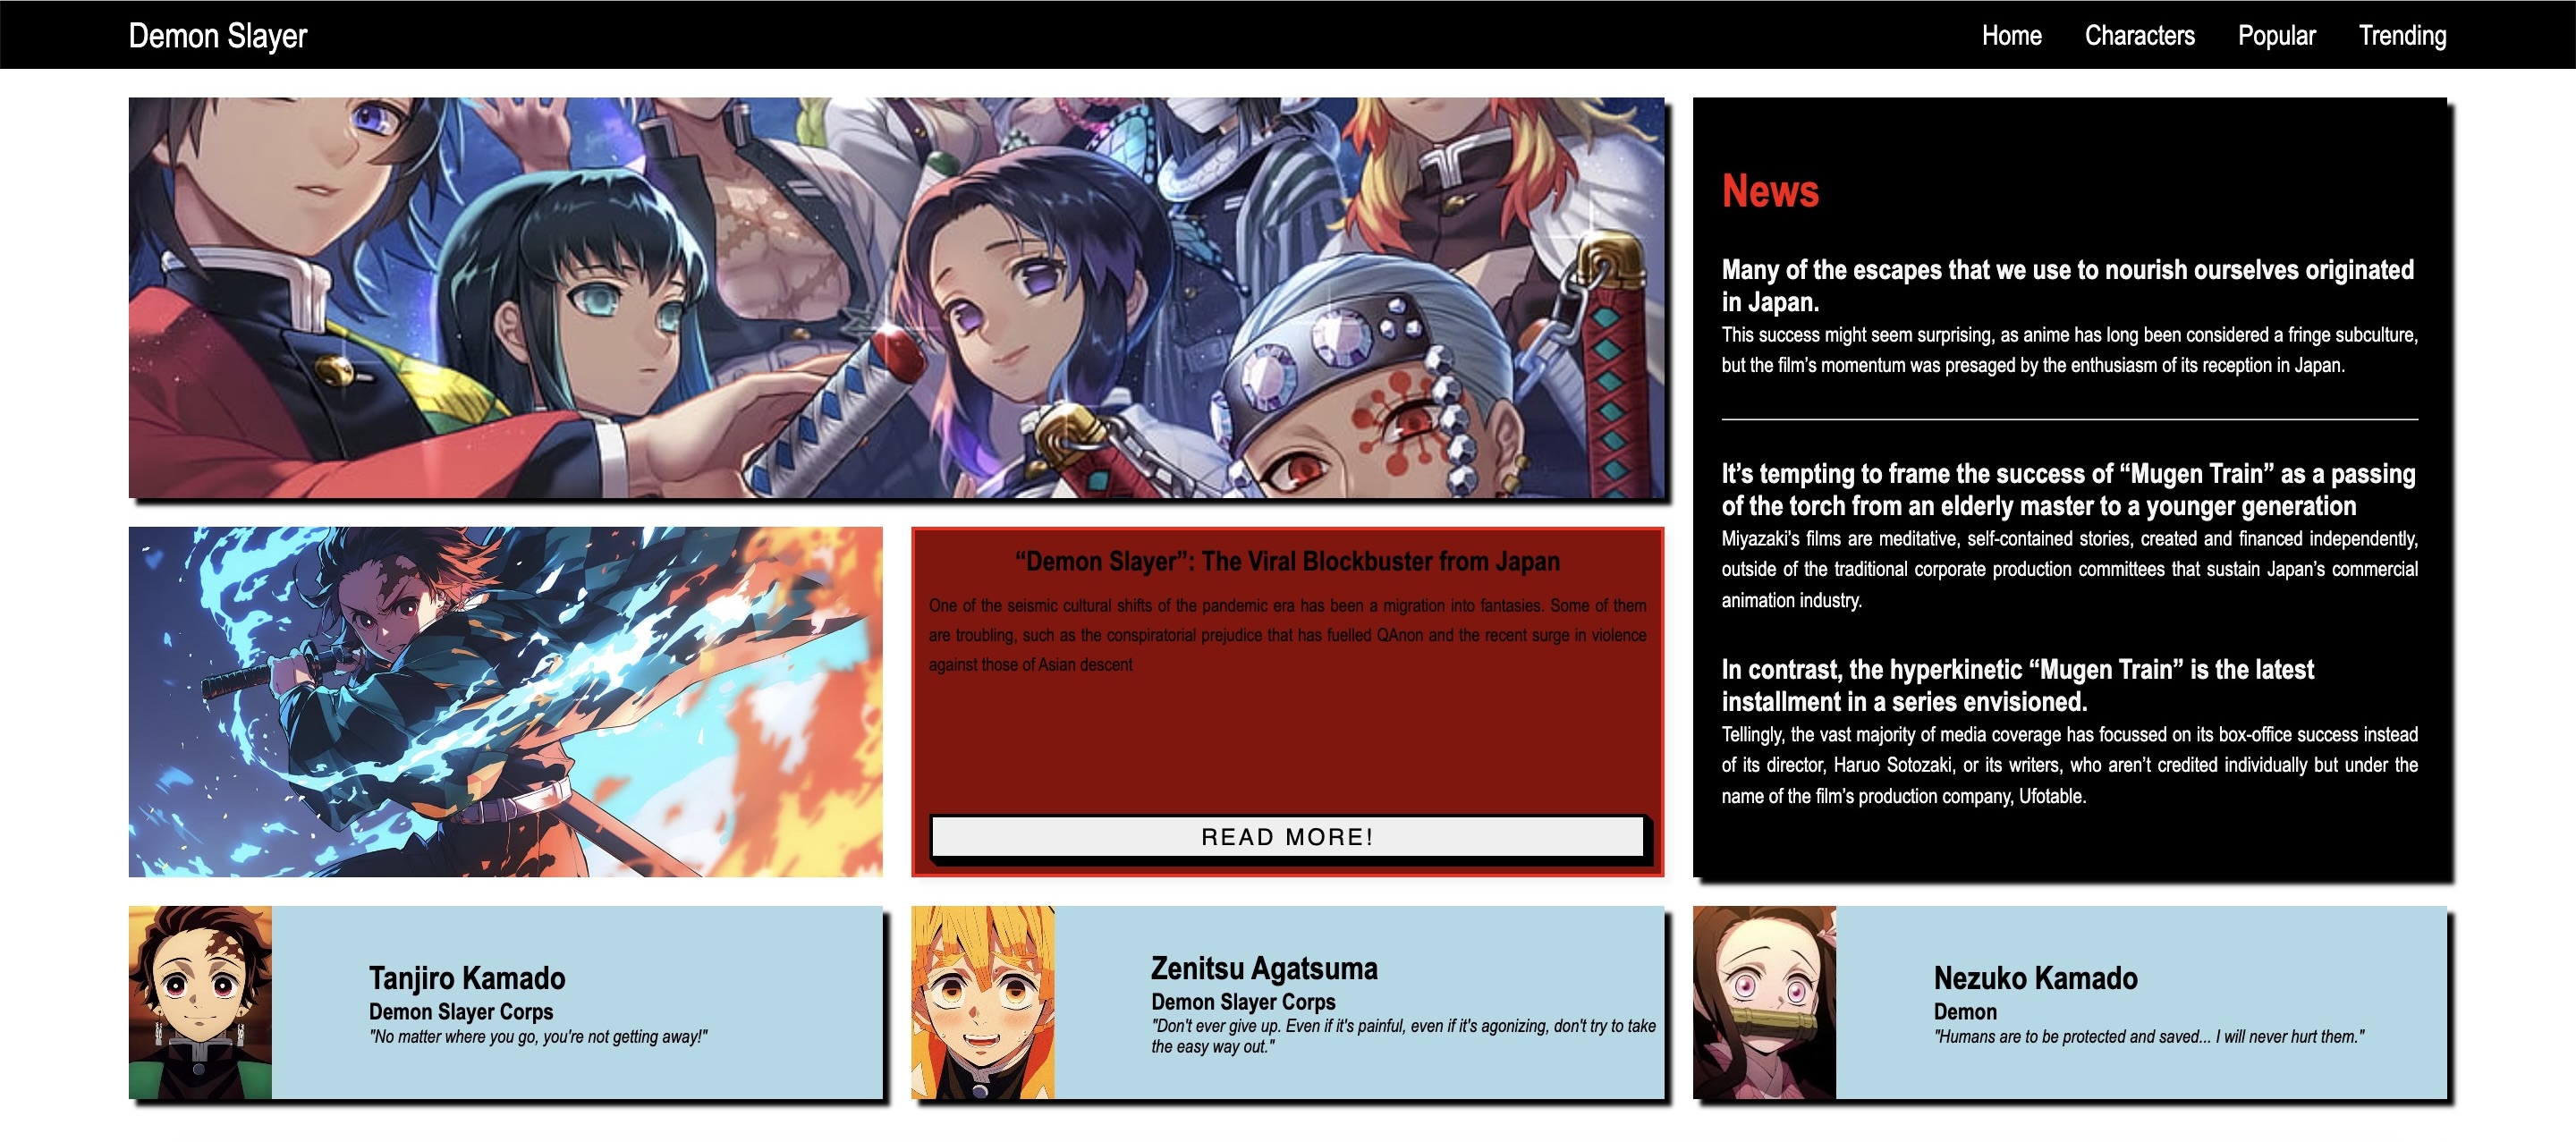 Demon Slayer
Home Characters Popular Trending
News
Many of the escapes that we use to nourish ourselves originated
in Japan.
This success might seem surprising, as anime has long been considered a fringe subculture,
but the film’s momentum was presaged by the enthusiasm of its reception in Japan.
It’s tempting to frame the success of “Mugen Train” as a passing
of the torch from an elderly master to a younger generation
Miyazaki’s films are meditative, self-contained stories, created and financed independently,
outside of the traditional corporate production committees that sustain Japan’s commercial
animation industry.
In contrast, the hyperkinetic “Mugen Train” is the latest
installment in a series envisioned.
Tellingly, the vast majority of media coverage has focussed on its box-office success instead
of its director, Haruo Sotozaki, or its writers, who aren’t credited individually but under the
name of the film’s production company, Ufotable.
“Demon Slayer”: The Viral Blockbuster from Japan
One of the seismic cultural shifts of the pandemic era has been a migration into fantasies. Some of them
are troubling, such as the conspiratorial prejudice that has fuelled QAnon and the recent surge in violence
against those of Asian descent
READ MORE!
Tanjiro Kamado
Demon Slayer Corps
"No matter where you go, you're not getting away!"
Zenitsu Agatsuma
Demon Slayer Corps
"Don't ever give up. Even if it's painful, even if it's agonizing, don't try to take
the easy way out."
Nezuko Kamado
Demon
"Humans are to be protected and saved... I will never hurt them."